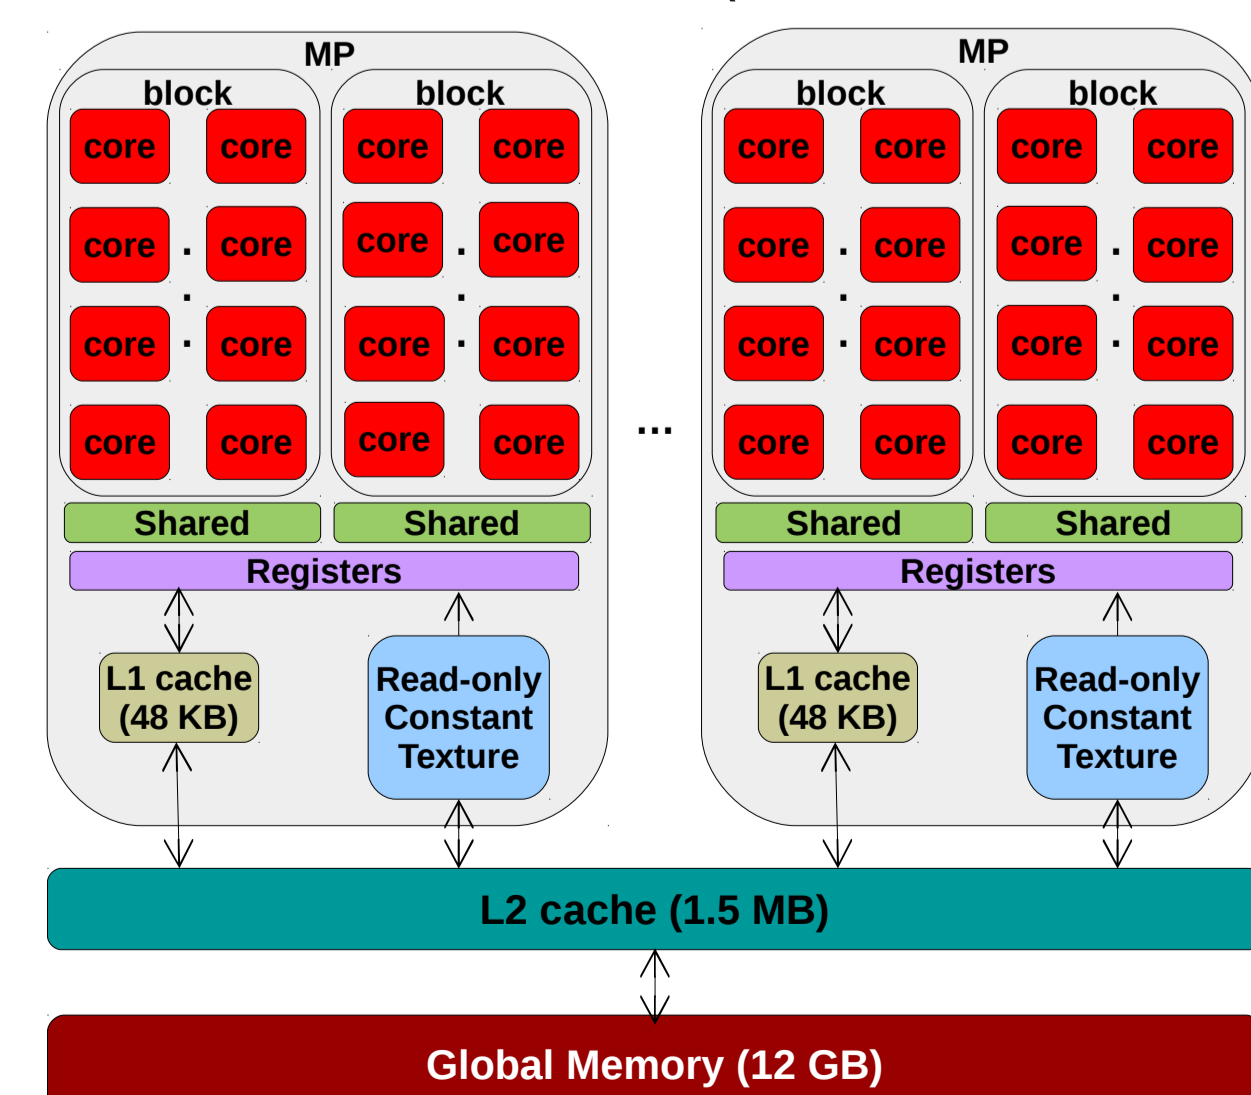 MP
block block
core core core core
core . core core . core
. .
core . core core . core
core core core core
Shared Shared
Registers
L1 cache
(48 KB)
Read-only
Constant
Texture
...
MP
block block
core core core core
core . core core . core
. .
core . core core . core
core core core core
Shared Shared
Registers
L1 cache
(48 KB)
Read-only
Constant
Texture
L2 cache (1.5 MB)
Global Memory (12 GB)